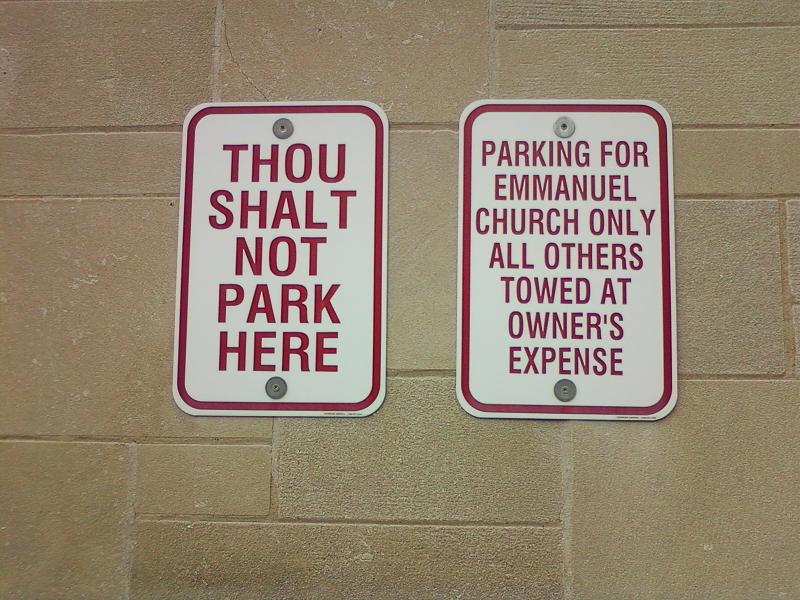 THOU
SHALT
NOT
PARK
HERE
PARKING FOR
EMMANUEL
CHURCH ONLY
ALL OTHERS
TOWED AT
OWNER'S
EXPENSE